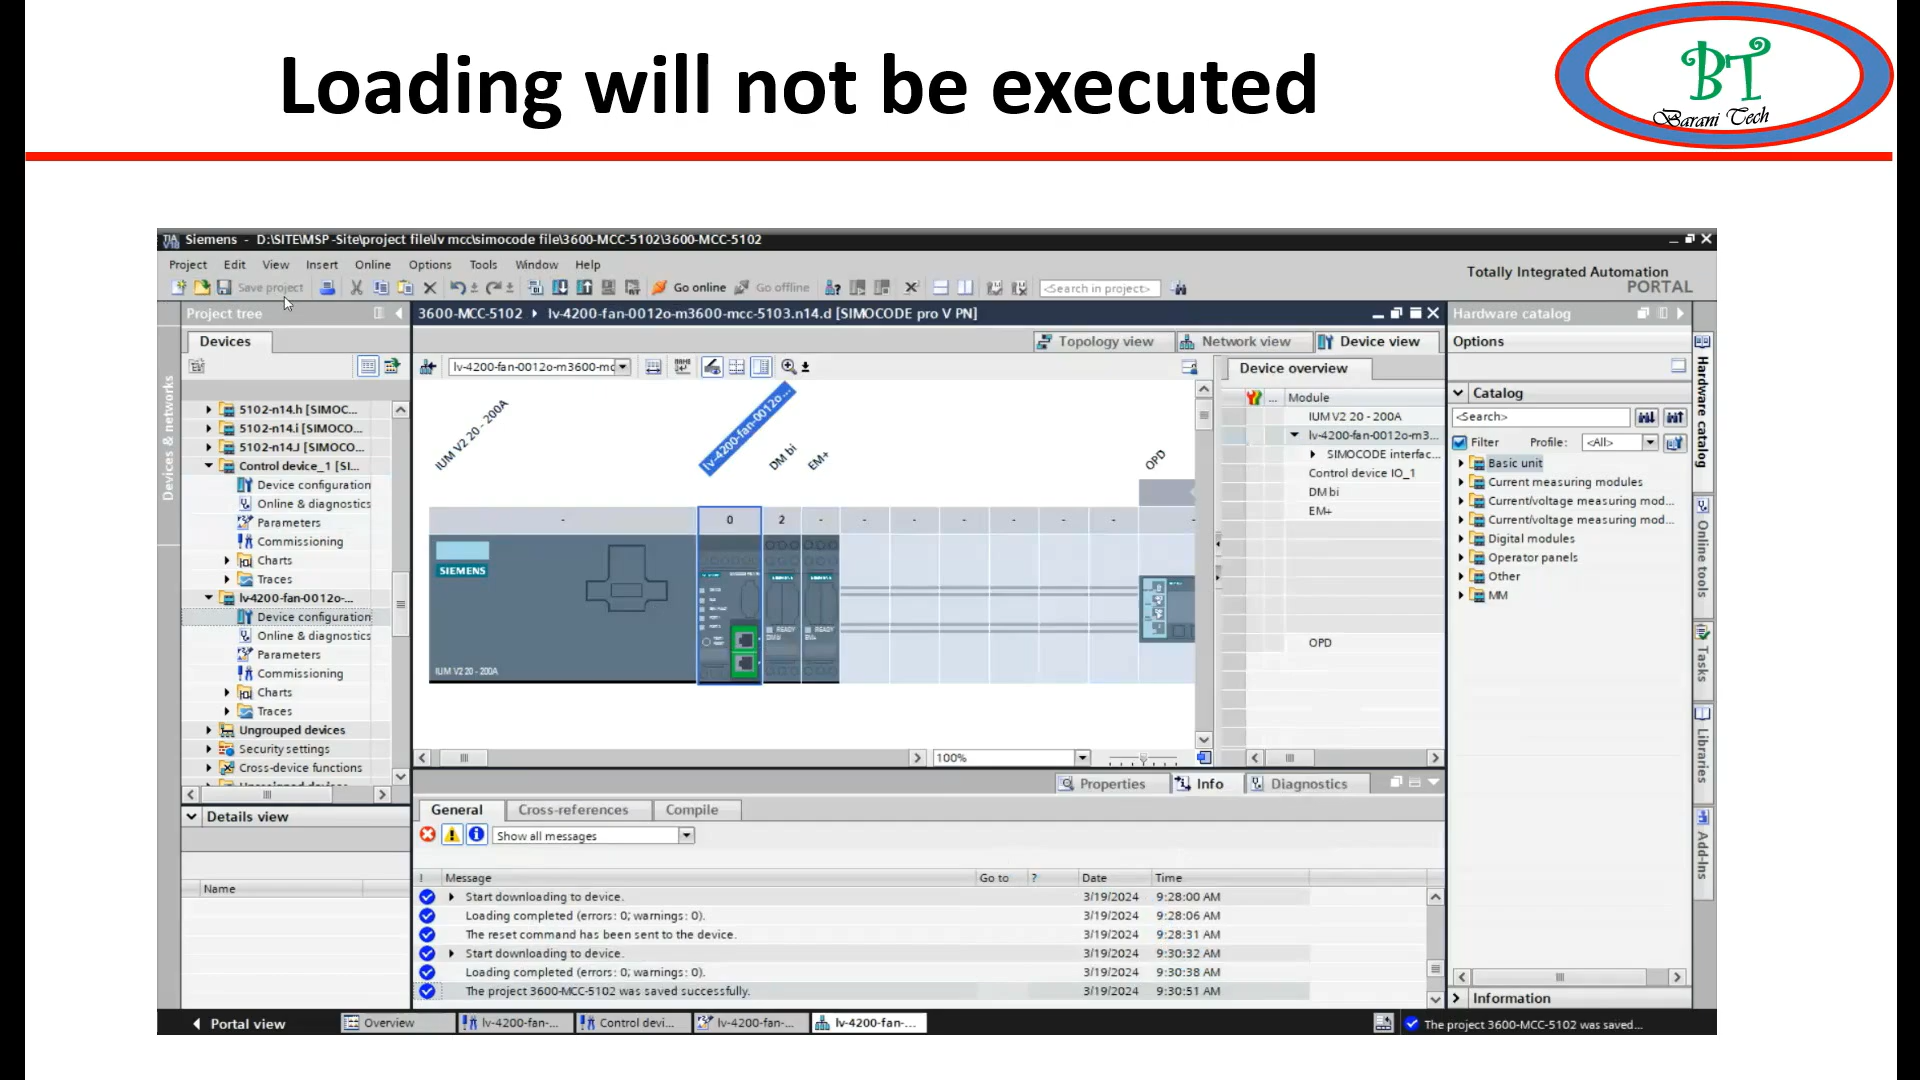 Loading will not be executed
BT
Barani Tech
Siemens - D:\SITE\MSP -Site\project file\lv mcc\simocode file\3600-MCC-5102\3600-MCC-5102
Project Edit View Insert Online Options Tools Window Help
Totally Integrated Automation
PORTAL
Save project
Go online
Go offline
<Search in project>
Project tree
3600-MCC-5102 lv-4200-fan-0012o-m3600-mcc-5103.n14.d [SIMOCODE pro V PN]
Hardware catalog
Devices
Topology view
Network view
Device view
Options
Devices & networks
lv-4200-fan-0012o-m3600-mc
Device overview
5102-n14.h [SIMOC...
5102-n14.i [SIMOCO...
5102-n14.J [SIMOCO...
Control device_1 [SI...
Device configuration
Online & diagnostics
Parameters
Commissioning
Charts
Traces
lv-4200-fan-0012o-...
Device configuration
Online & diagnostics
Parameters
Commissioning
Charts
Traces
Ungrouped devices
Security settings
Cross-device functions
Details view
Name
IUM V2 20 - 200A
lv-4200-fan-0012o-...
DM bi
EM+
OPD
- 0 2 - - - - - - - -
SIEMENS
READY
READY
IUM V2 20 - 200A
100%
... Module
IUM V2 20 - 200A
lv-4200-fan-0012o-m3...
SIMOCODE interfac...
Control device IO_1
DM bi
EM+
OPD
Catalog
<Search>
Filter Profile: <All>
Basic unit
Current measuring modules
Current/voltage measuring mod...
Current/voltage measuring mod...
Digital modules
Operator panels
Other
MM
Information
Hardware catalog
Online tools
Tasks
Libraries
Add-Ins
Properties
Info
Diagnostics
General
Cross-references
Compile
Show all messages
! Message Go to ? Date Time
Start downloading to device. 3/19/2024 9:28:00 AM
Loading completed (errors: 0; warnings: 0). 3/19/2024 9:28:06 AM
The reset command has been sent to the device. 3/19/2024 9:28:31 AM
Start downloading to device. 3/19/2024 9:30:32 AM
Loading completed (errors: 0; warnings: 0). 3/19/2024 9:30:38 AM
The project 3600-MCC-5102 was saved successfully. 3/19/2024 9:30:51 AM
Portal view
Overview
lv-4200-fan-...
Control devi...
lv-4200-fan-...
lv-4200-fan-...
The project 3600-MCC-5102 was saved...